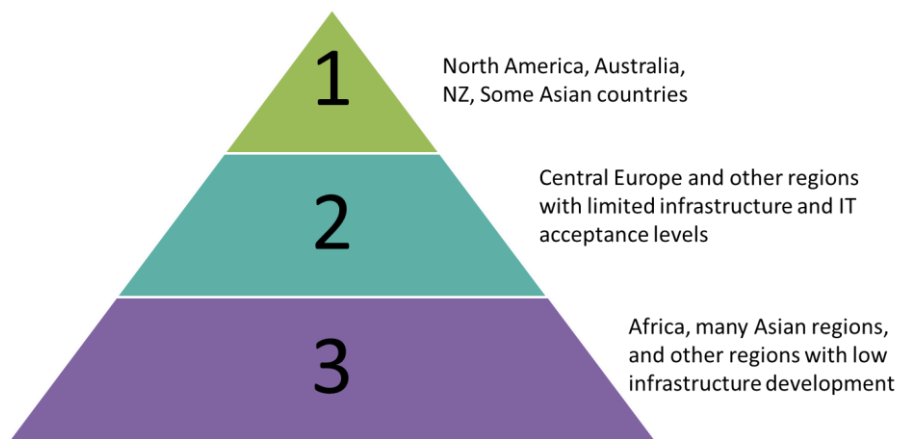 1
North America, Australia,
NZ, Some Asian countries
2
Central Europe and other regions
with limited infrastructure and IT
acceptance levels
3
Africa, many Asian regions,
and other regions with low
infrastructure development